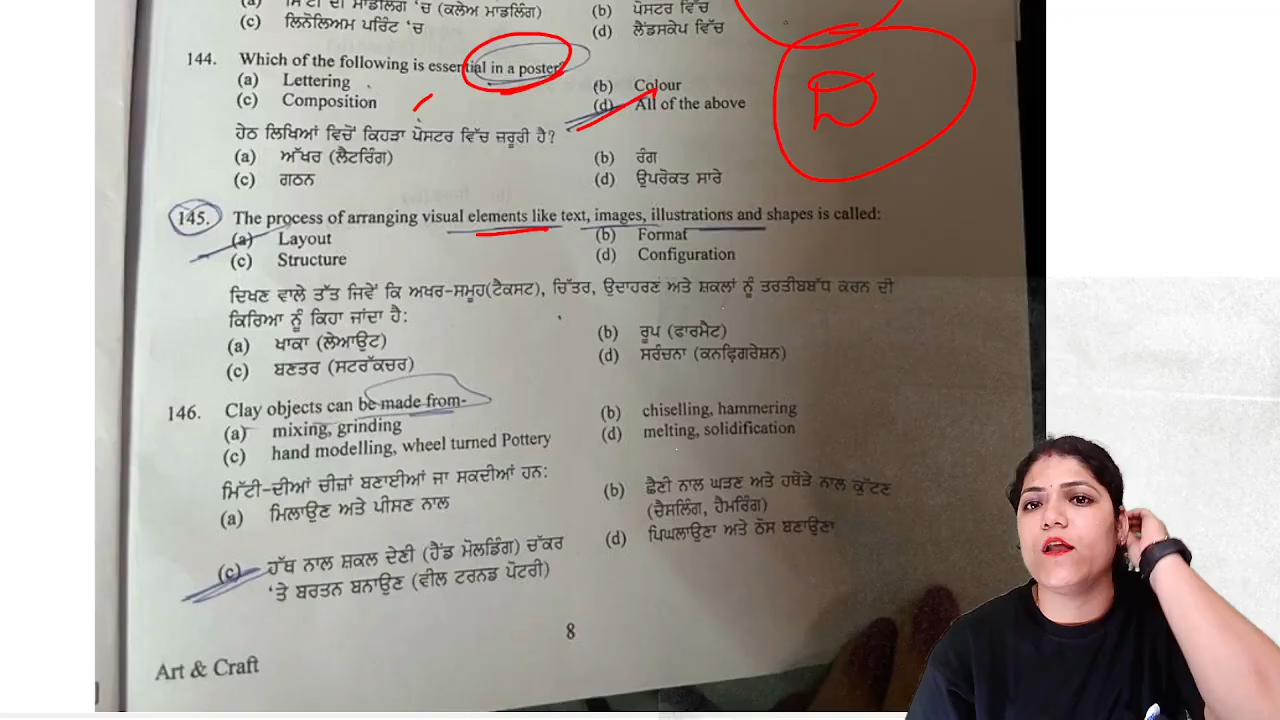 (a) ਮਿੱਟੀ ਦੀ ਮਾਡਲਿੰਗ 'ਚ (ਕਲੇਅ ਮਾਡਲਿੰਗ) (b) ਪੋਸਟਰ ਵਿੱਚ
(c) ਲਿਨੋਲਿਅਮ ਪਰਿੰਟ 'ਚ (d) ਲੈਂਡਸਕੇਪ ਵਿੱਚ
144. Which of the following is essential in a poster?
(a) Lettering (b) Colour
(c) Composition (d) All of the above
D
ਹੇਠ ਲਿਖਿਆਂ ਵਿਚੋਂ ਕਿਹੜਾ ਪੋਸਟਰ ਵਿੱਚ ਜ਼ਰੂਰੀ ਹੈ?
(a) ਅੱਖਰ (ਲੈਟਰਿੰਗ) (b) ਰੰਗ
(c) ਗਠਨ (d) ਉਪਰੋਕਤ ਸਾਰੇ
145. The process of arranging visual elements like text, images, illustrations and shapes is called:
(a) Layout (b) Format
(c) Structure (d) Configuration
ਦਿਖਣ ਵਾਲੇ ਤੱਤ ਜਿਵੇਂ ਕਿ ਅਖਰ-ਸਮੂਹ(ਟੈਕਸਟ), ਚਿੱਤਰ, ਉਦਾਹਰਣ ਅਤੇ ਸ਼ਕਲਾਂ ਨੂੰ ਤਰਤੀਬਬੱਧ ਕਰਨ ਦੀ
ਕਿਰਿਆ ਨੂੰ ਕਿਹਾ ਜਾਂਦਾ ਹੈ:
(a) ਖਾਕਾ (ਲੇਆਉਟ) (b) ਰੂਪ (ਫਾਰਮੈਟ)
(c) ਬਣਤਰ (ਸਟਰੱਕਚਰ) (d) ਸਰੰਚਨਾ (ਕਨਫ਼ਿਗਰੇਸ਼ਨ)
146. Clay objects can be made from-
(a) mixing, grinding (b) chiselling, hammering
(c) hand modelling, wheel turned Pottery (d) melting, solidification
ਮਿੱਟੀ-ਦੀਆਂ ਚੀਜ਼ਾਂ ਬਣਾਈਆਂ ਜਾ ਸਕਦੀਆਂ ਹਨ:
(a) ਮਿਲਾਉਣ ਅਤੇ ਪੀਸਣ ਨਾਲ (b) ਛੈਣੀ ਨਾਲ ਘੜਣ ਅਤੇ ਹਥੋੜੇ ਨਾਲ ਕੁੱਟਣ
(ਚੈਸਲਿੰਗ, ਹੈਮਰਿੰਗ)
(c) ਹੱਥ ਨਾਲ ਸ਼ਕਲ ਦੇਣੀ (ਹੈਂਡ ਮੋਲਡਿੰਗ) ਚੱਕਰ (d) ਪਿਘਲਾਉਣਾ ਅਤੇ ਠੋਸ ਬਣਾਉਣਾ
'ਤੇ ਬਰਤਨ ਬਨਾਉਣ (ਵੀਲ ਟਰਨਡ ਪੋਟਰੀ)
8
Art & Craft